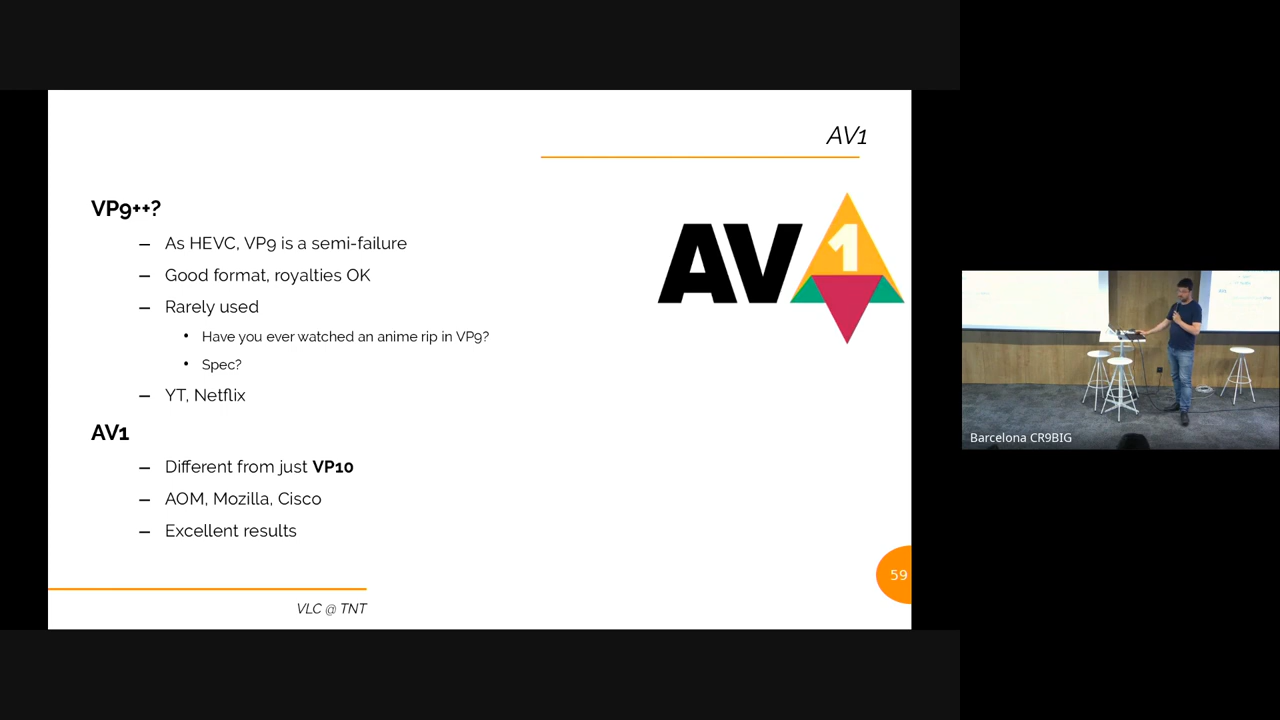 AV1
VP9++?
– As HEVC, VP9 is a semi-failure
– Good format, royalties OK
– Rarely used
• Have you ever watched an anime rip in VP9?
• Spec?
– YT, Netflix
AV1
– Different from just VP10
– AOM, Mozilla, Cisco
– Excellent results
AV1
59
VLC @ TNT
Barcelona CR9BIG